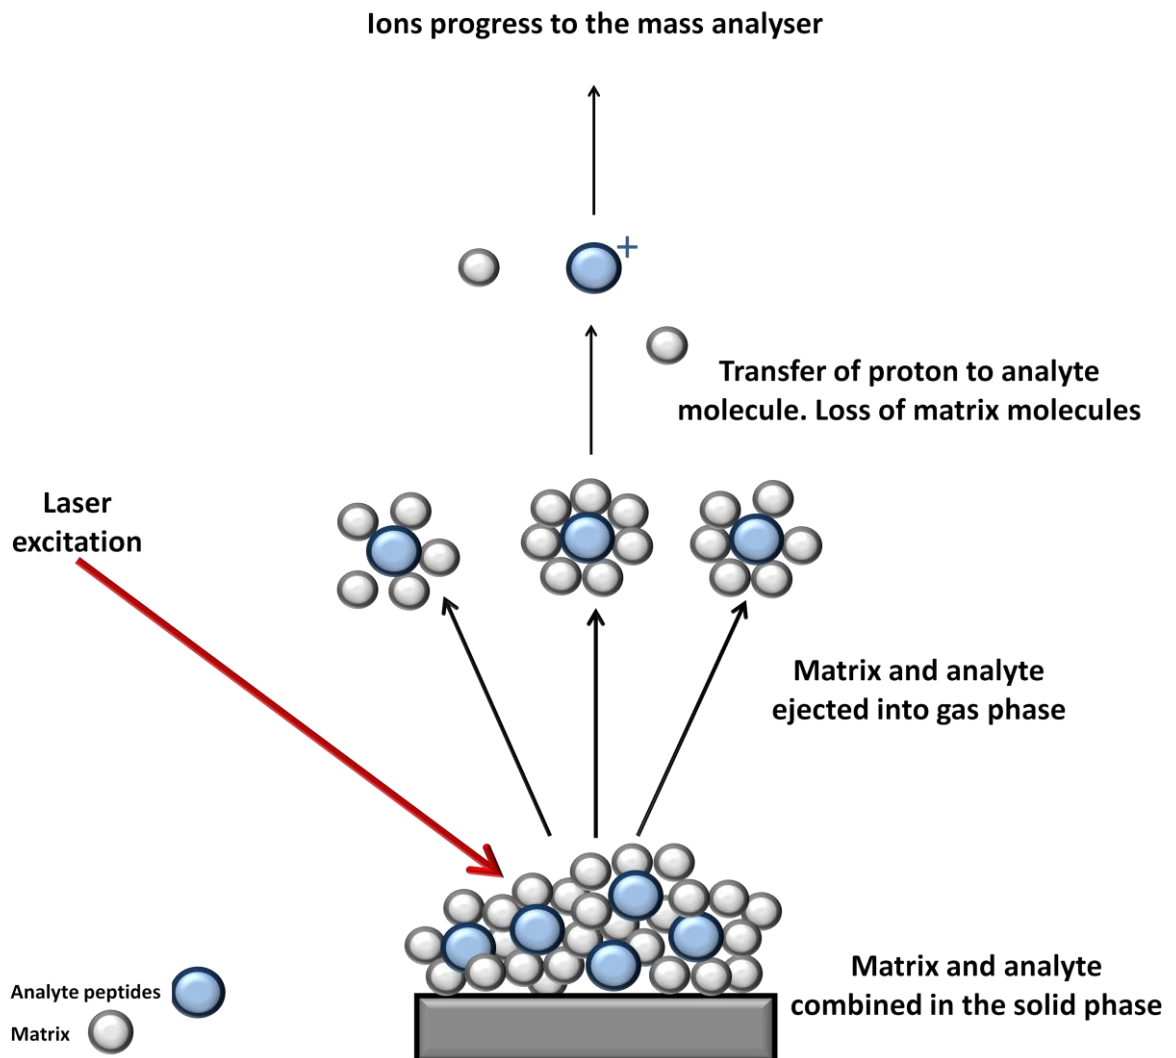 Ions progress to the mass analyser
+
Transfer of proton to analyte
molecule. Loss of matrix molecules
Laser
excitation
Matrix and analyte
ejected into gas phase
Matrix and analyte
combined in the solid phase
Analyte peptides
Matrix